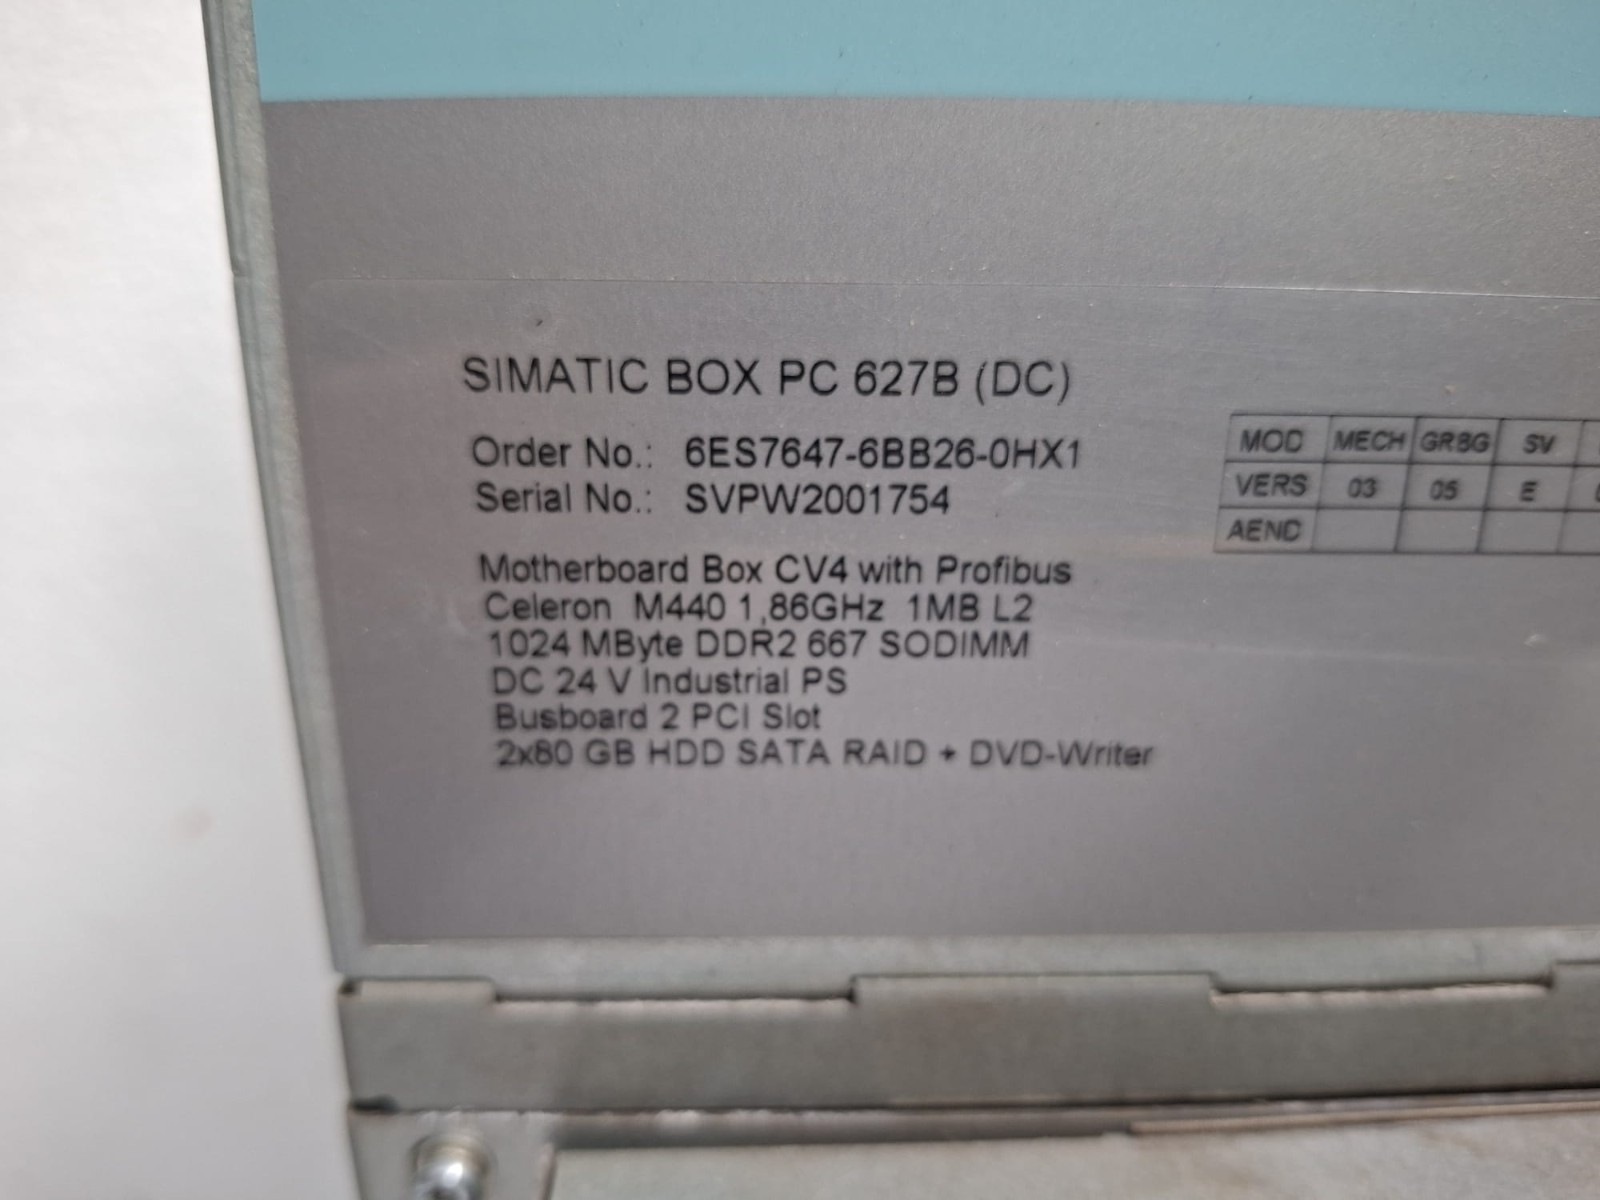 SIMATIC BOX PC 627B (DC)
Order No.: 6ES7647-6BB26-0HX1
Serial No.: SVPW2001754
MOD MECH GRBG SV
VERS 03 05 E
AEND
Motherboard Box CV4 with Profibus
Celeron M440 1,86GHz 1MB L2
1024 MByte DDR2 667 SODIMM
DC 24 V Industrial PS
Busboard 2 PCI Slot
2x80 GB HDD SATA RAID + DVD-Writer